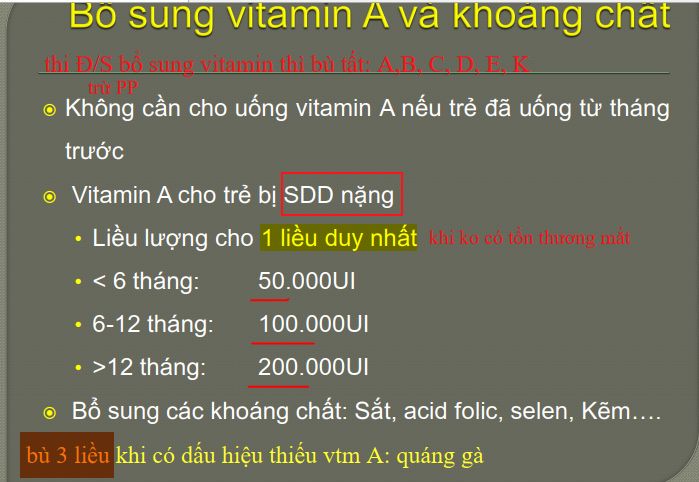 Bổ sung vitamin A và khoáng chất
thi Đ/S bổ sung vitamin thì bù tất: A,B, C, D, E, K
trừ PP
Không cần cho uống vitamin A nếu trẻ đã uống từ tháng
trước
Vitamin A cho trẻ bị SDD nặng
Liều lượng cho 1 liều duy nhất khi ko có tổn thương mắt
< 6 tháng: 50.000UI
6-12 tháng: 100.000UI
>12 tháng: 200.000UI
Bổ sung các khoáng chất: Sắt, acid folic, selen, Kẽm….
bù 3 liều khi có dấu hiệu thiếu vtm A: quáng gà